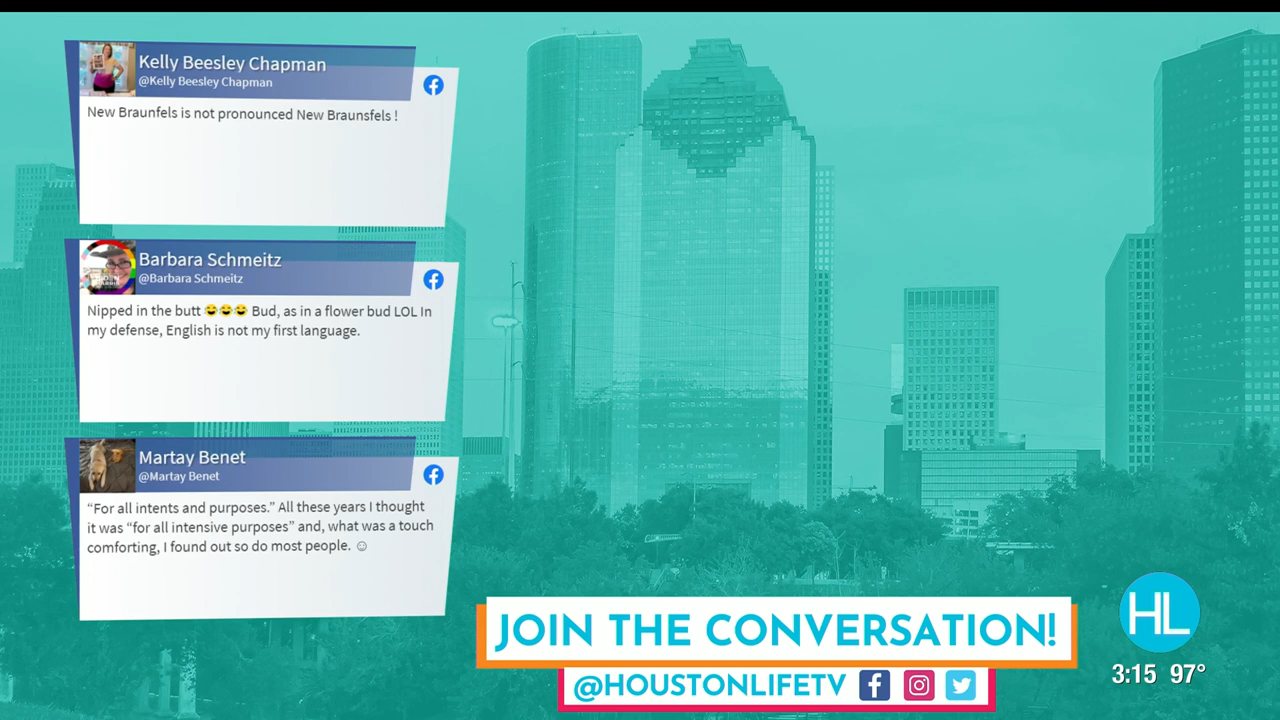 Kelly Beesley Chapman
@Kelly Beesley Chapman
New Braunfels is not pronounced New Braunsfels !
Barbara Schmeitz
@Barbara Schmeitz
Nipped in the butt 😂😂😂 Bud, as in a flower bud LOL In
my defense, English is not my first language.
Martay Benet
@Martay Benet
“For all intents and purposes.” All these years I thought
it was “for all intensive purposes” and, what was a touch
comforting, I found out so do most people. ☺
JOIN THE CONVERSATION!
@HOUSTONLIFETV
HL
3:15 97°